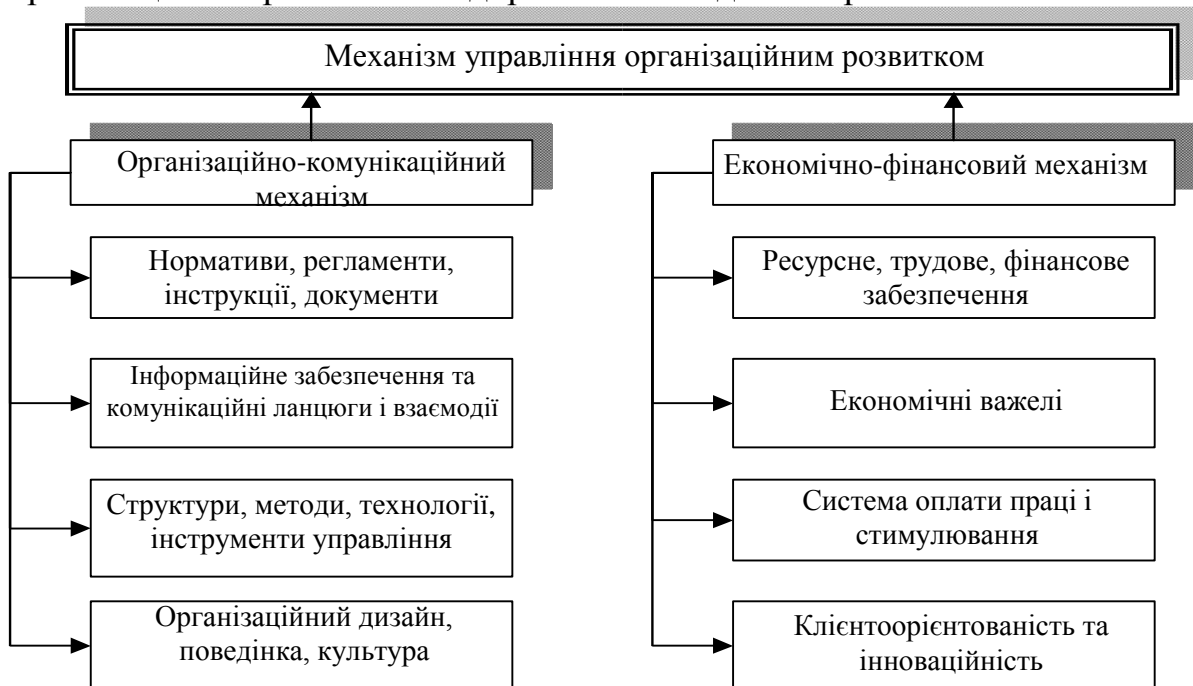 Механізм управління організаційним розвитком
Організаційно-комунікаційний
механізм
Нормативи, регламенти,
інструкції, документи
Інформаційне забезпечення та
комунікаційні ланцюги і взаємодії
Структури, методи, технології,
інструменти управління
Організаційний дизайн,
поведінка, культура
Економічно-фінансовий механізм
Ресурсне, трудове, фінансове
забезпечення
Економічні важелі
Система оплати праці і
стимулювання
Клієнтоорієнтованість та
інноваційність